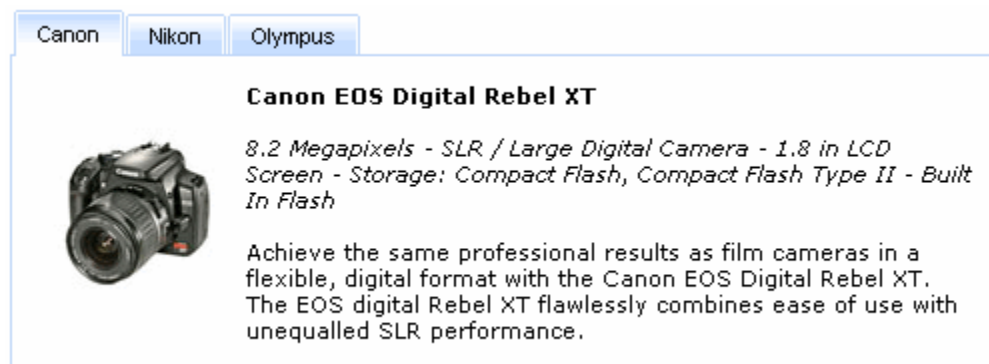 Canon Nikon Olympus
Canon EOS Digital Rebel XT
8.2 Megapixels - SLR / Large Digital Camera - 1.8 in LCD
Screen - Storage: Compact Flash, Compact Flash Type II - Built
In Flash
Achieve the same professional results as film cameras in a
flexible, digital format with the Canon EOS Digital Rebel XT.
The EOS digital Rebel XT flawlessly combines ease of use with
unequalled SLR performance.